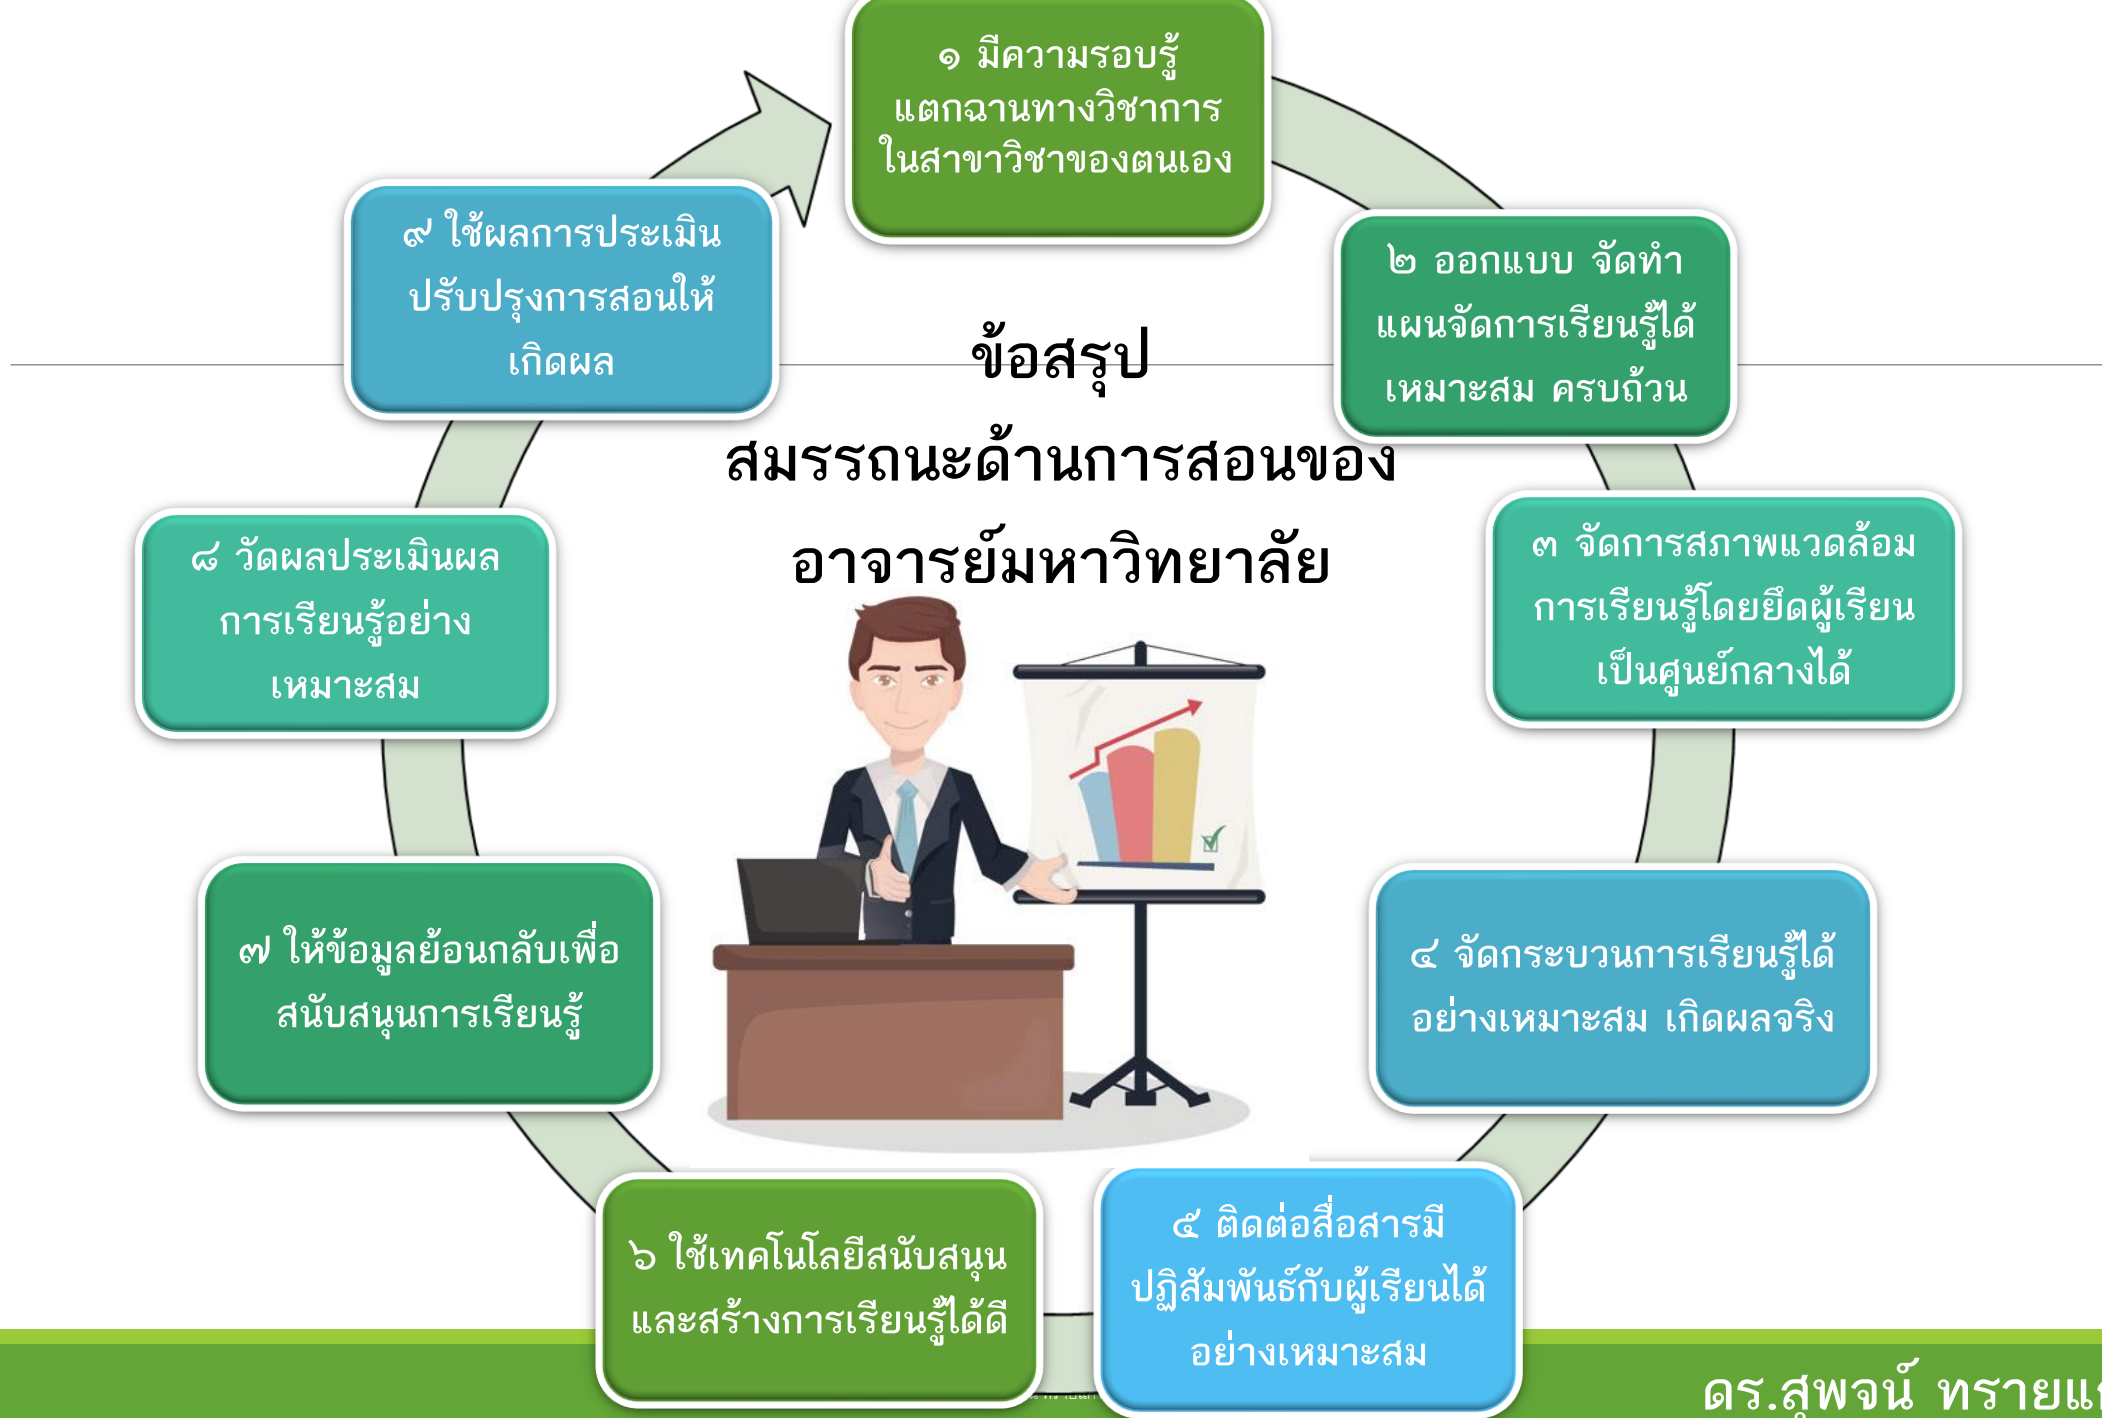 ๑ มีความรอบรู้
แตกฉานทางวิชาการ
ในสาขาวิชาของตนเอง
๒ ออกแบบ จัดทำ
แผนจัดการเรียนรู้ได้
เหมาะสม ครบถ้วน
๓ จัดการสภาพแวดล้อม
การเรียนรู้โดยยึดผู้เรียน
เป็นศูนย์กลางได้
๔ จัดกระบวนการเรียนรู้ได้
อย่างเหมาะสม เกิดผลจริง
๕ ติดต่อสื่อสารมี
ปฏิสัมพันธ์กับผู้เรียนได้
อย่างเหมาะสม
๖ ใช้เทคโนโลยีสนับสนุน
และสร้างการเรียนรู้ได้ดี
๗ ให้ข้อมูลย้อนกลับเพื่อ
สนับสนุนการเรียนรู้
๘ วัดผลประเมินผล
การเรียนรู้อย่าง
เหมาะสม
๙ ใช้ผลการประเมิน
ปรับปรุงการสอนให้
เกิดผล
ข้อสรุป
สมรรถนะด้านการสอนของ
อาจารย์มหาวิทยาลัย
ดร.สุพจน์